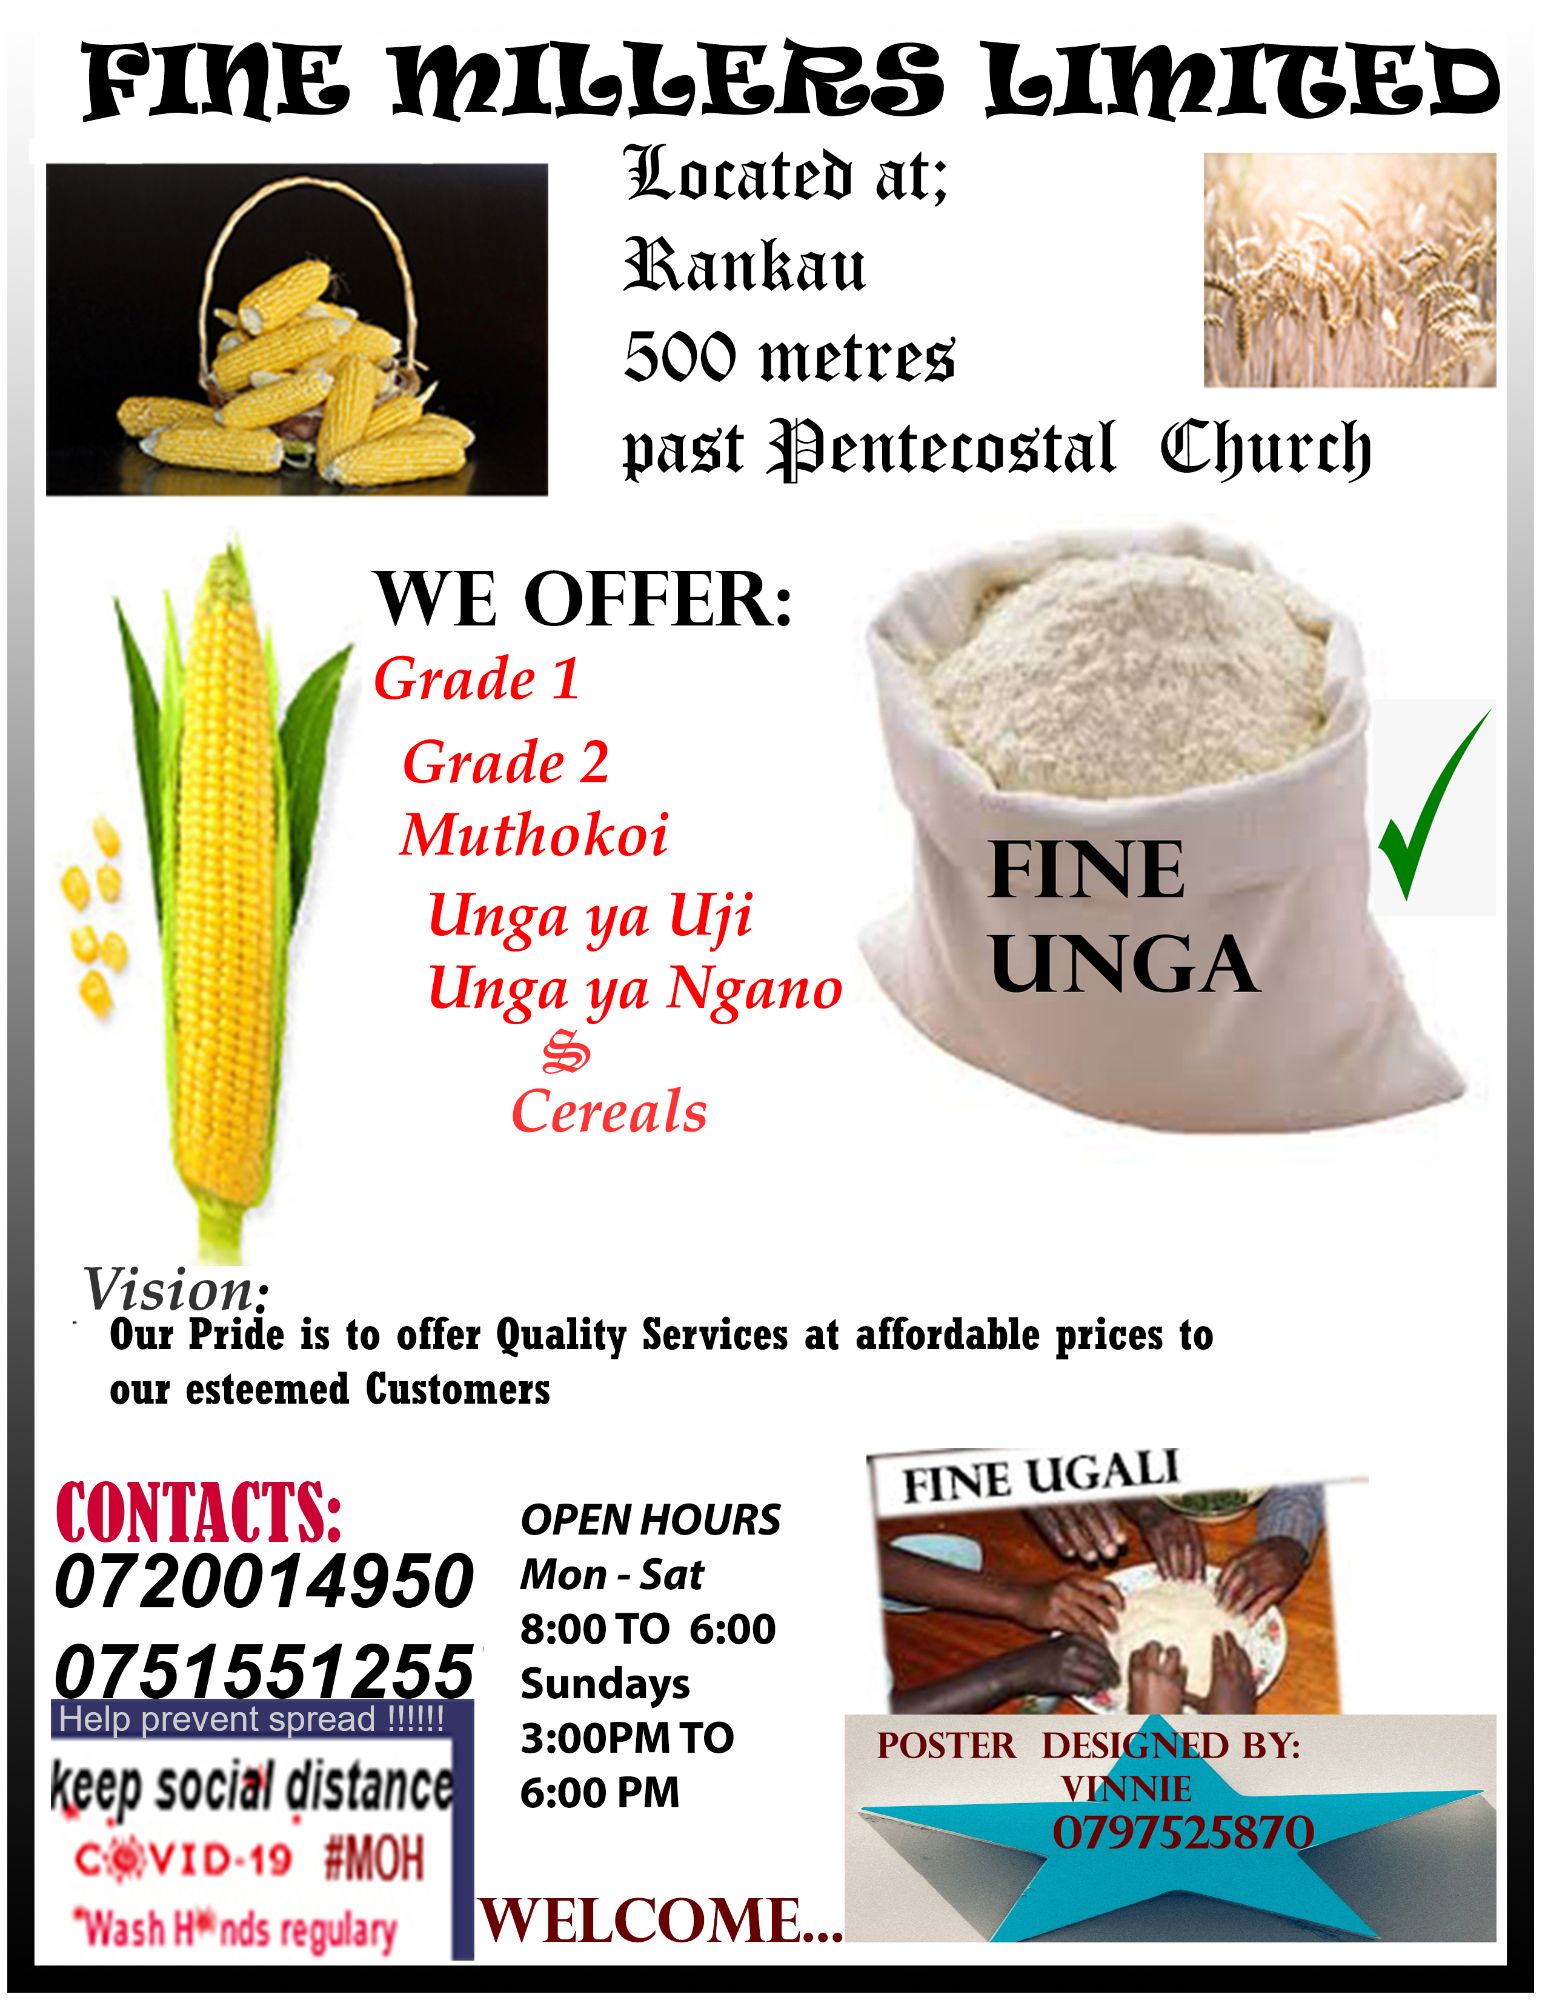 FINE MILLERS LIMITED
Located at;
Rankau
500 metres
past Pentecostal Church
WE OFFER:
Grade 1
Grade 2
Muthokoi
Unga ya Uji
Unga ya Ngano
&
Cereals
FINE
UNGA
Vision:
Our Pride is to offer Quality Services at affordable prices to
our esteemed Customers
CONTACTS:
0720014950
0751551255
Help prevent spread !!!!!!
keep social distance
COVID-19 #MOH
Wash Hands regulary
OPEN HOURS
Mon - Sat
8:00 TO 6:00
Sundays
3:00PM TO
6:00 PM
FINE UGALI
POSTER DESIGNED BY:
VINNIE
0797525870
WELCOME...